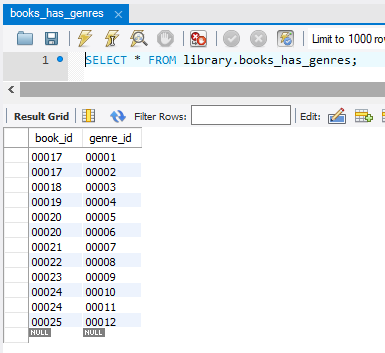 books_has_genres ×
Limit to 1000 row
1 SELECT * FROM library.books_has_genres;
Result Grid Filter Rows: Edit:
book_id genre_id
00017 00001
00017 00002
00018 00003
00019 00004
00020 00005
00020 00006
00021 00007
00022 00008
00023 00009
00024 00010
00024 00011
00025 00012
NULL NULL